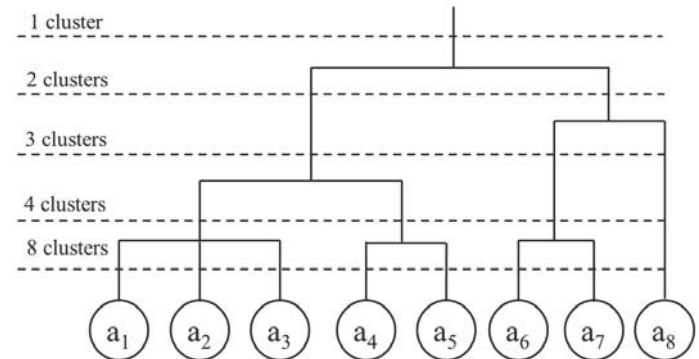 1 cluster
2 clusters
3 clusters
4 clusters
8 clusters
a₁ a₂ a₃ a₄ a₅ a₆ a₇ a₈